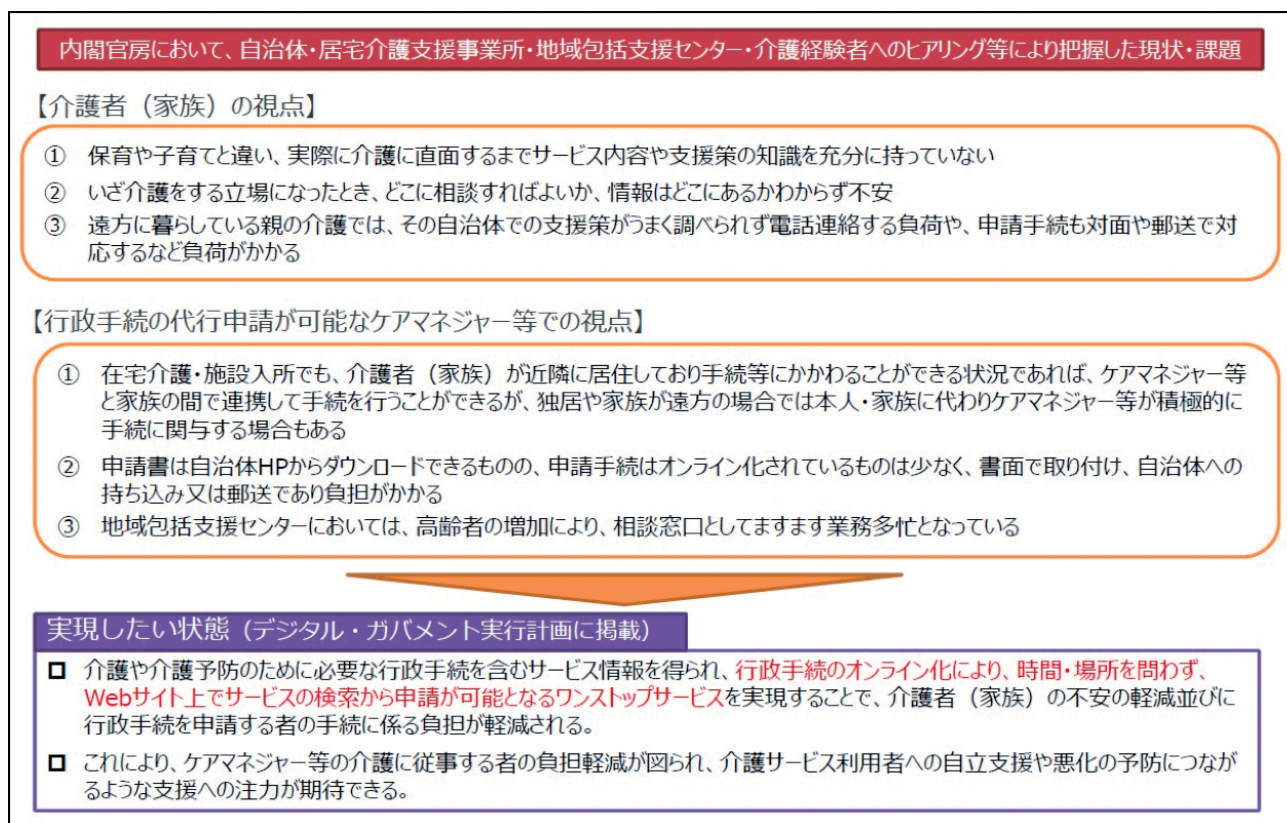 内閣官房において、自治体・居宅介護支援事業所・地域包括支援センター・介護経験者へのヒアリング等により把握した現状・課題
【介護者（家族）の視点】
① 保育や子育てと違い、実際に介護に直面するまでサービス内容や支援策の知識を充分に持っていない
② いざ介護をする立場になったとき、どこに相談すればよいか、情報はどこにあるかわからず不安
③ 遠方に暮らしている親の介護では、その自治体での支援策がうまく調べられず電話連絡する負荷や、申請手続も対面や郵送で対
応するなど負荷がかかる
【行政手続の代行申請が可能なケアマネジャー等での視点】
① 在宅介護・施設入所でも、介護者（家族）が近隣に居住しており手続等にかかわることができる状況であれば、ケアマネジャー等
と家族の間で連携して手続を行うことができるが、独居や家族が遠方の場合では本人・家族に代わりケアマネジャー等が積極的に
手続に関与する場合もある
② 申請書は自治体HPからダウンロードできるものの、申請手続はオンライン化されているものは少なく、書面で取り付け、自治体への
持ち込み又は郵送であり負担がかかる
③ 地域包括支援センターにおいては、高齢者の増加により、相談窓口としてますます業務多忙となっている
実現したい状態（デジタル・ガバメント実行計画に掲載）
介護や介護予防のために必要な行政手続を含むサービス情報を得られ、行政手続のオンライン化により、時間・場所を問わず、
Webサイト上でサービスの検索から申請が可能となるワンストップサービスを実現することで、介護者（家族）の不安の軽減並びに
行政手続を申請する者の手続に係る負担が軽減される。
これにより、ケアマネジャー等の介護に従事する者の負担軽減が図られ、介護サービス利用者への自立支援や悪化の予防につなが
るような支援への注力が期待できる。